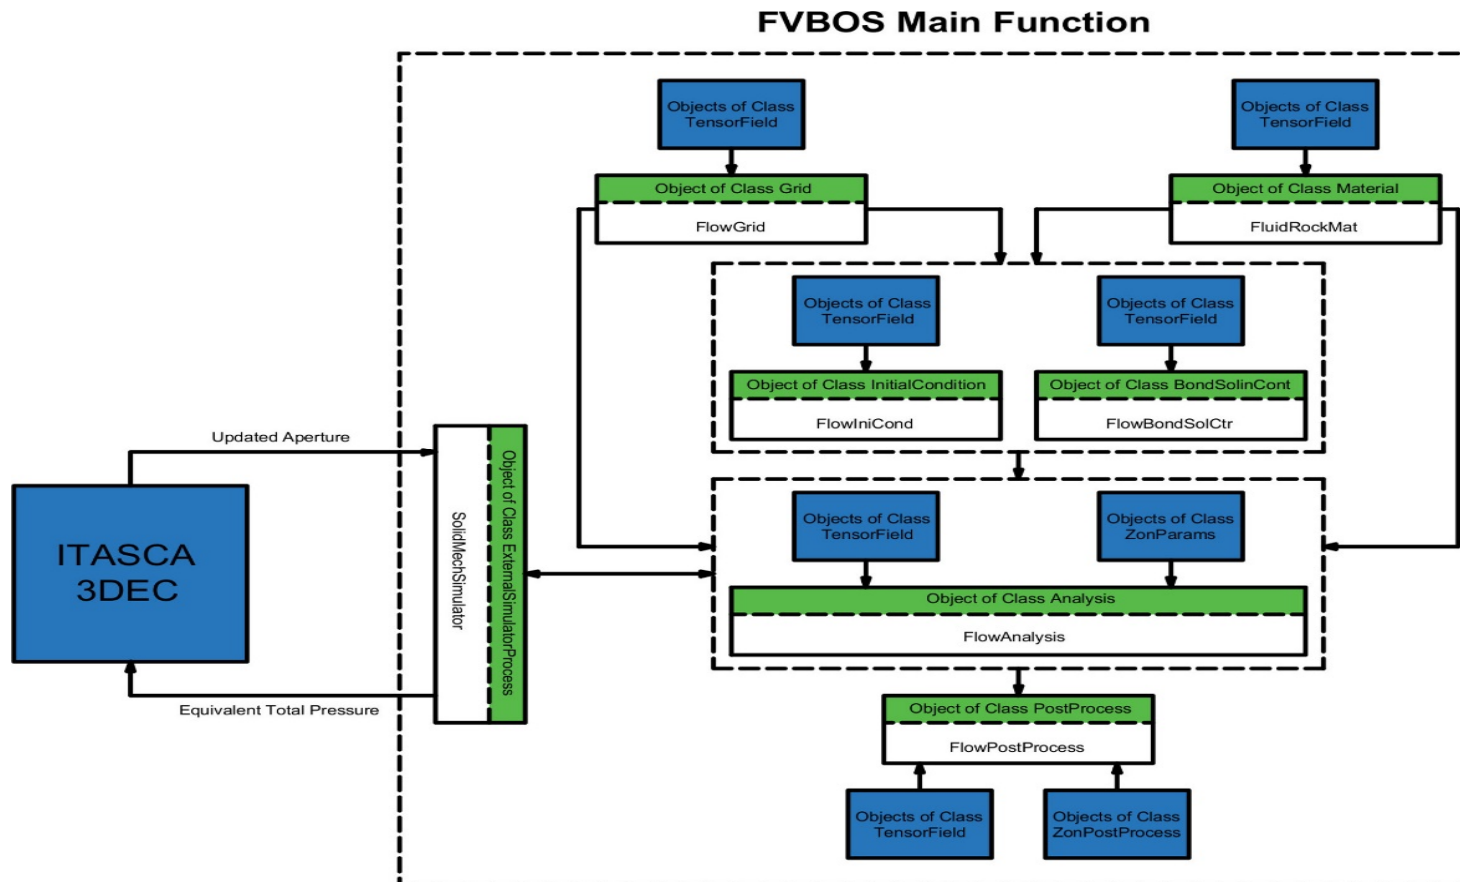 FVBOS Main Function
Objects of Class
TensorField
Objects of Class
TensorField
Object of Class Grid
FlowGrid
Object of Class Material
FluidRockMat
Objects of Class
TensorField
Objects of Class
TensorField
Object of Class InitialCondition
FlowIniCond
Object of Class BondSolinCont
FlowBondSolCtr
Updated Aperture
ITASCA
3DEC
Equivalent Total Pressure
SolidMechSimulator
Object of Class ExternalSimulatorProcess
Objects of Class
TensorField
Objects of Class
ZonParams
Object of Class Analysis
FlowAnalysis
Object of Class PostProcess
FlowPostProcess
Objects of Class
TensorField
Objects of Class
ZonPostProcess